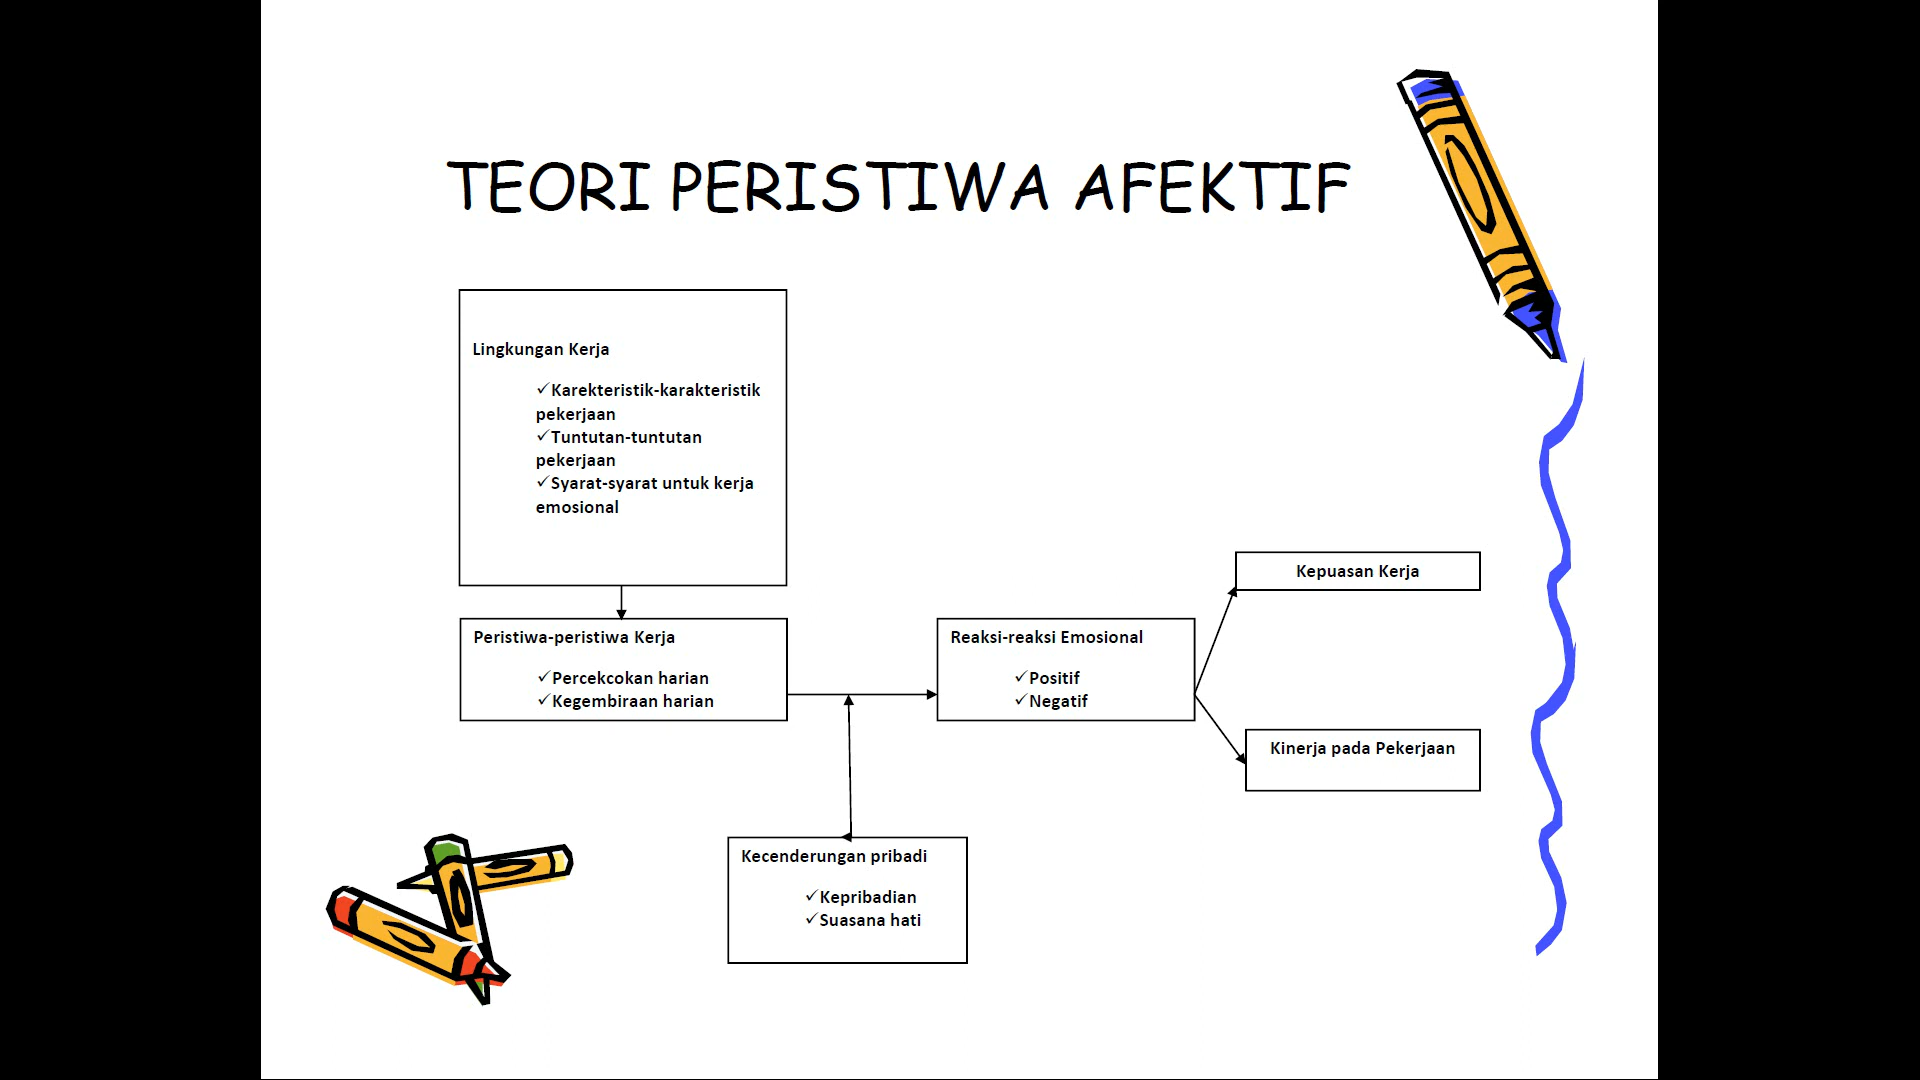 TEORI PERISTIWA AFEKTIF
Lingkungan Kerja
✓Karekteristik-karakteristik
pekerjaan
✓Tuntutan-tuntutan
pekerjaan
✓Syarat-syarat untuk kerja
emosional
Peristiwa-peristiwa Kerja
✓Percekcokan harian
✓Kegembiraan harian
Reaksi-reaksi Emosional
✓Positif
✓Negatif
Kepuasan Kerja
Kinerja pada Pekerjaan
Kecenderungan pribadi
✓Kepribadian
✓Suasana hati